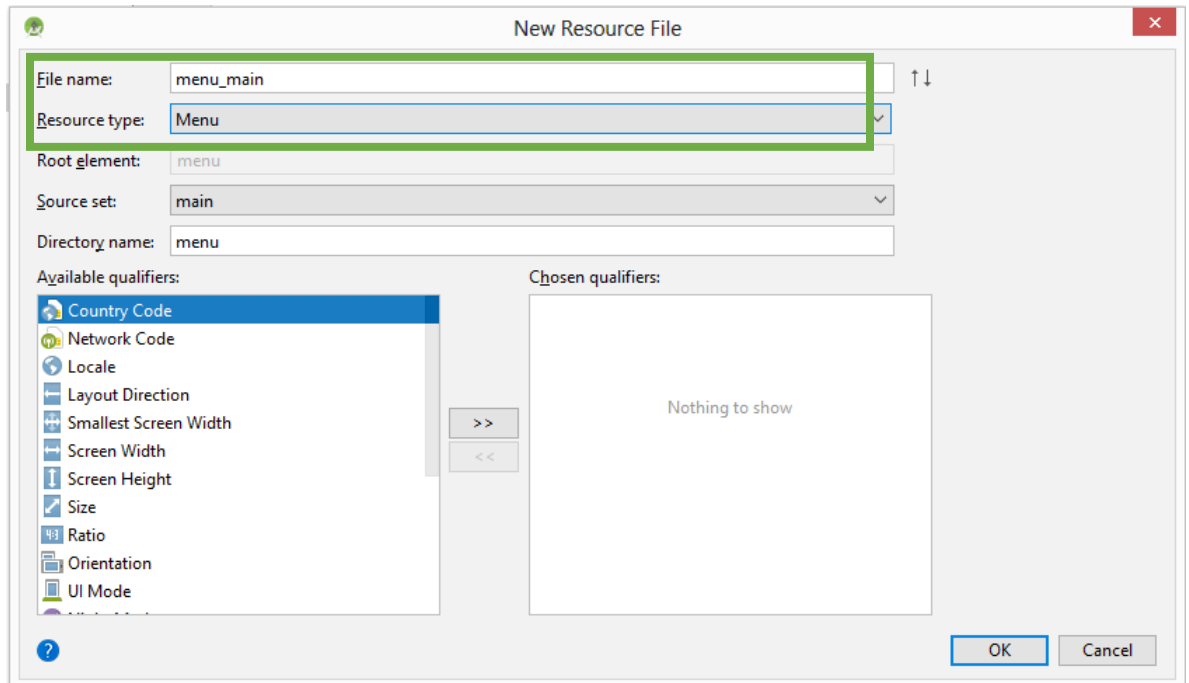 New Resource File
File name: menu_main
Resource type: Menu
Root element: menu
Source set: main
Directory name: menu
Available qualifiers: Chosen qualifiers:
Country Code
Network Code
Locale
Layout Direction
Smallest Screen Width
Screen Width
Screen Height
Size
Ratio
Orientation
UI Mode
>>
<<
Nothing to show
?
OK Cancel